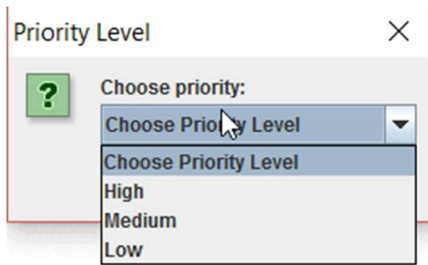 Priority Level
?
Choose priority:
Choose Priority Level
Choose Priority Level
High
Medium
Low